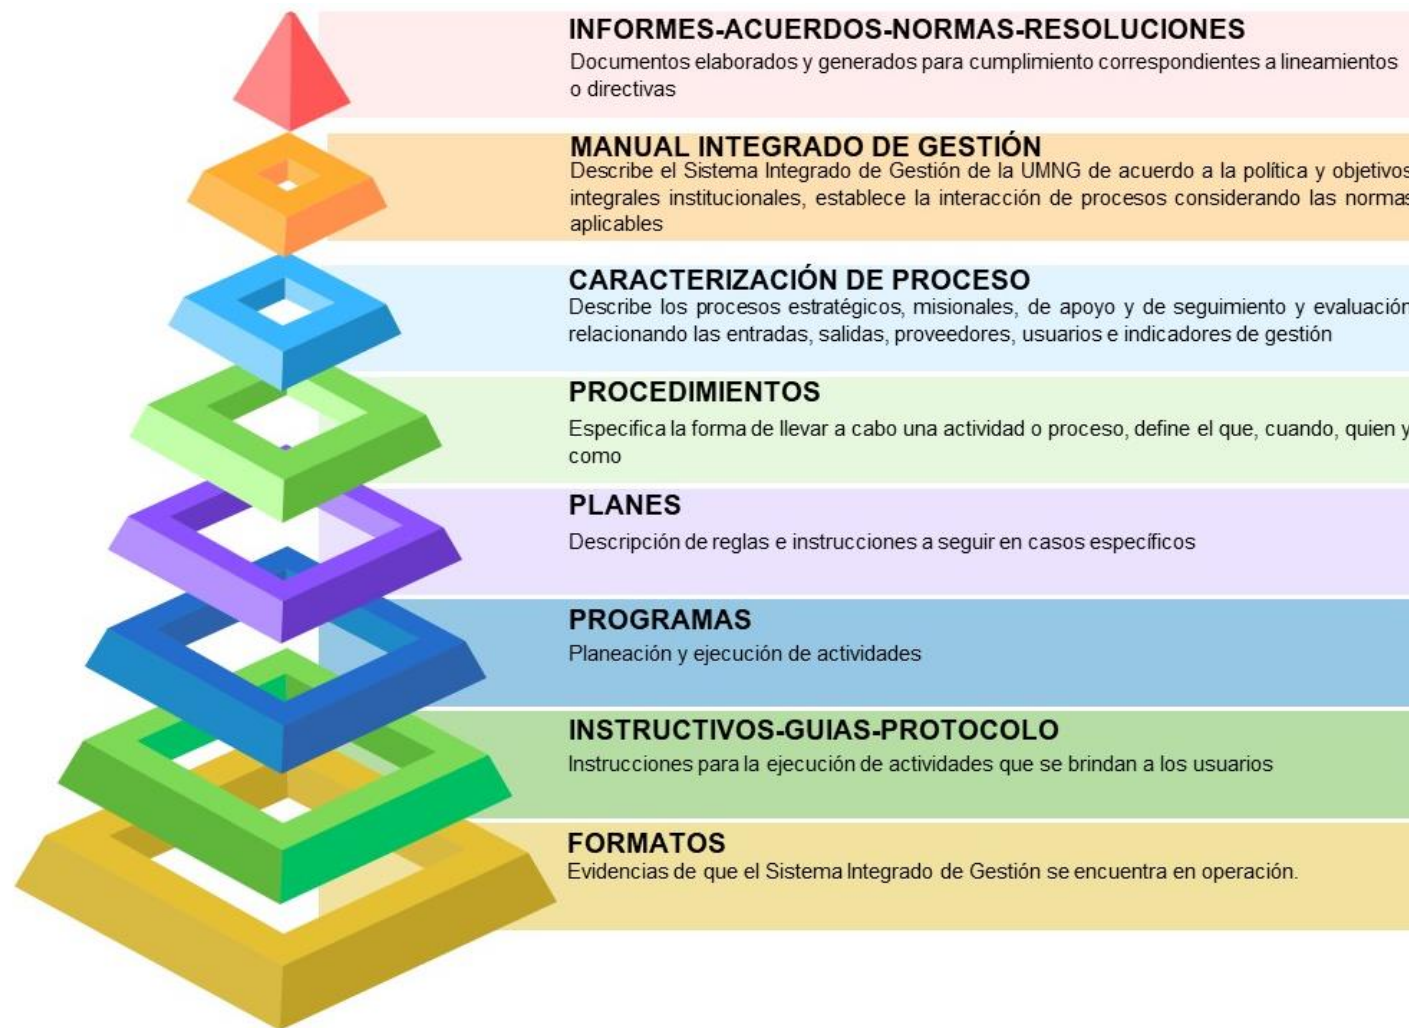 INFORMES-ACUERDOS-NORMAS-RESOLUCIONES
Documentos elaborados y generados para cumplimiento correspondientes a lineamientos
o directivas
MANUAL INTEGRADO DE GESTIÓN
Describe el Sistema Integrado de Gestión de la UMNG de acuerdo a la política y objetivos
integrales institucionales, establece la interacción de procesos considerando las normas
aplicables
CARACTERIZACIÓN DE PROCESO
Describe los procesos estratégicos, misionales, de apoyo y de seguimiento y evaluación
relacionando las entradas, salidas, proveedores, usuarios e indicadores de gestión
PROCEDIMIENTOS
Especifica la forma de llevar a cabo una actividad o proceso, define el que, cuando, quien y
como
PLANES
Descripción de reglas e instrucciones a seguir en casos específicos
PROGRAMAS
Planeación y ejecución de actividades
INSTRUCTIVOS-GUIAS-PROTOCOLO
Instrucciones para la ejecución de actividades que se brindan a los usuarios
FORMATOS
Evidencias de que el Sistema Integrado de Gestión se encuentra en operación.